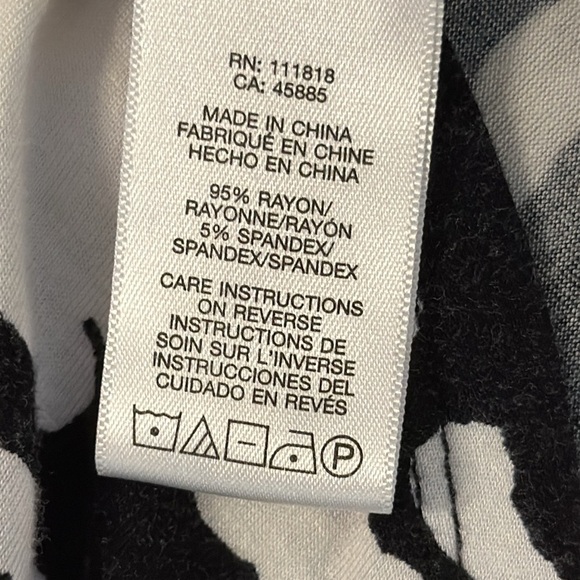 RN: 111818
CA: 45885
MADE IN CHINA
FABRIQUÉ EN CHINE
HECHO EN CHINA
95% RAYON/
RAYONNE/RAYÓN
5% SPANDEX/
SPANDEX/SPANDEX
CARE INSTRUCTIONS
ON REVERSE
INSTRUCTIONS DE
SOIN SUR L'INVERSE
INSTRUCCIONES DEL
CUIDADO EN REVÉS
P